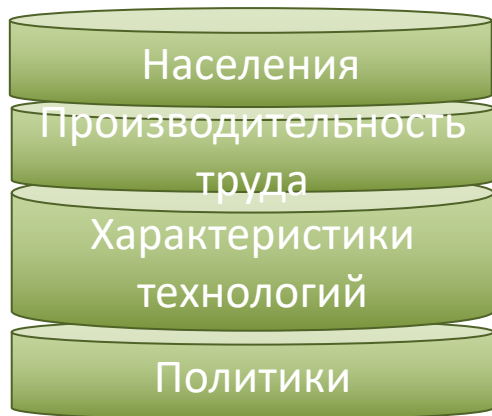 Населения
Производительность
труда
Характеристики
технологий
Политики